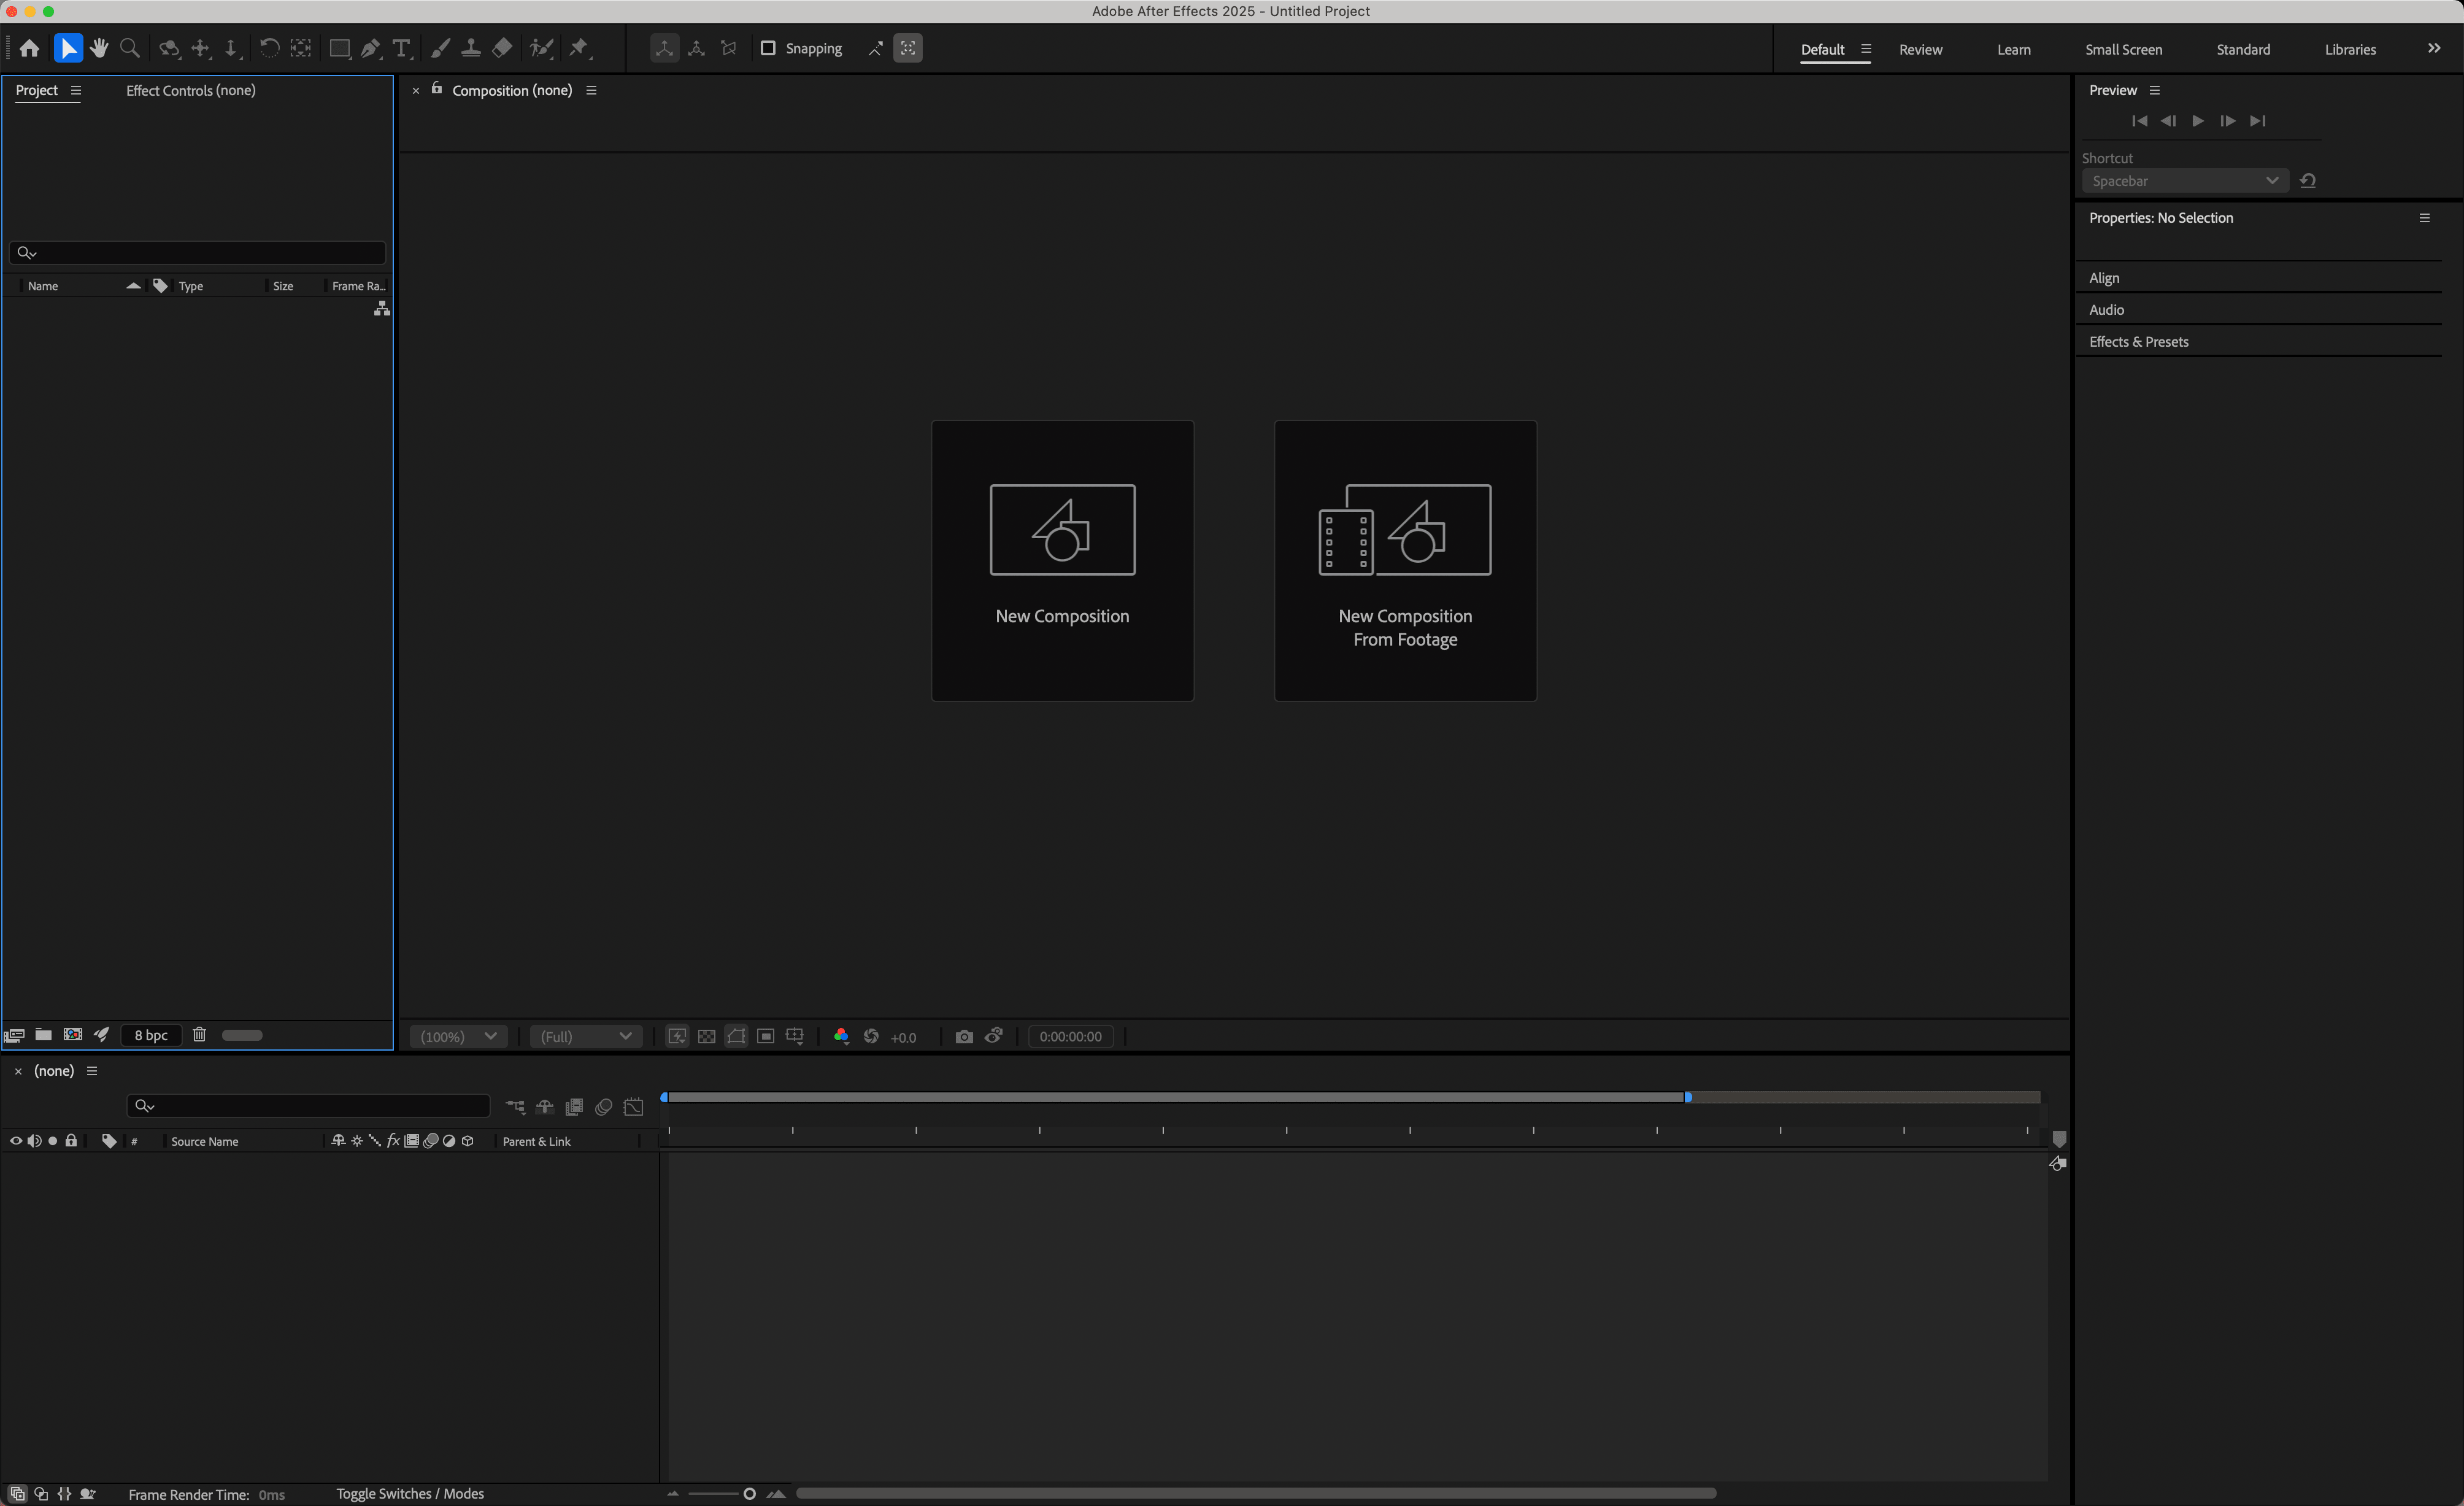 Adobe After Effects 2025 - Untitled Project
Snapping
Default
Review
Learn
Small Screen
Standard
Libraries
Project
Effect Controls (none)
Composition (none)
Preview
Shortcut
Spacebar
Properties: No Selection
Align
Audio
Effects & Presets
Name
Type
Size
Frame Ra...
New Composition
New Composition
From Footage
8 bpc
(100%)
(Full)
+0.0
0:00:00:00
(none)
#
Source Name
fx
Parent & Link
Frame Render Time: 0ms
Toggle Switches / Modes